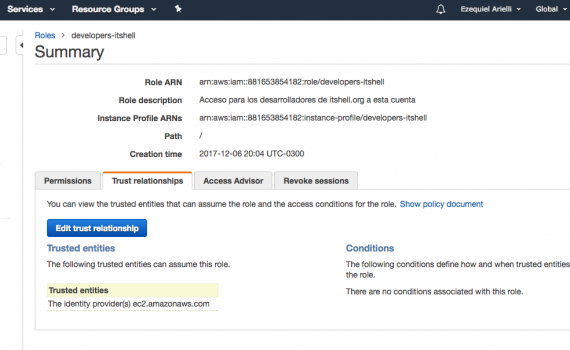 Services Resource Groups Ezequiel Arielli Global
Roles > developers-itshell
Summary
Role ARN arn:aws:iam::881653854182:role/developers-itshell
Role description Acceso para los desarrolladores de itshell.org a esta cuenta
Instance Profile ARNs arn:aws:iam::881653854182:instance-profile/developers-itshell
Path /
Creation time 2017-12-06 20:04 UTC-0300
Permissions Trust relationships Access Advisor Revoke sessions
You can view the trusted entities that can assume the role and the access conditions for the role. Show policy document
Edit trust relationship
Trusted entities Conditions
The following trusted entities can assume this role. The following conditions define how and when trusted entities
the role.
Trusted entities There are no conditions associated with this role.
The identity provider(s) ec2.amazonaws.com